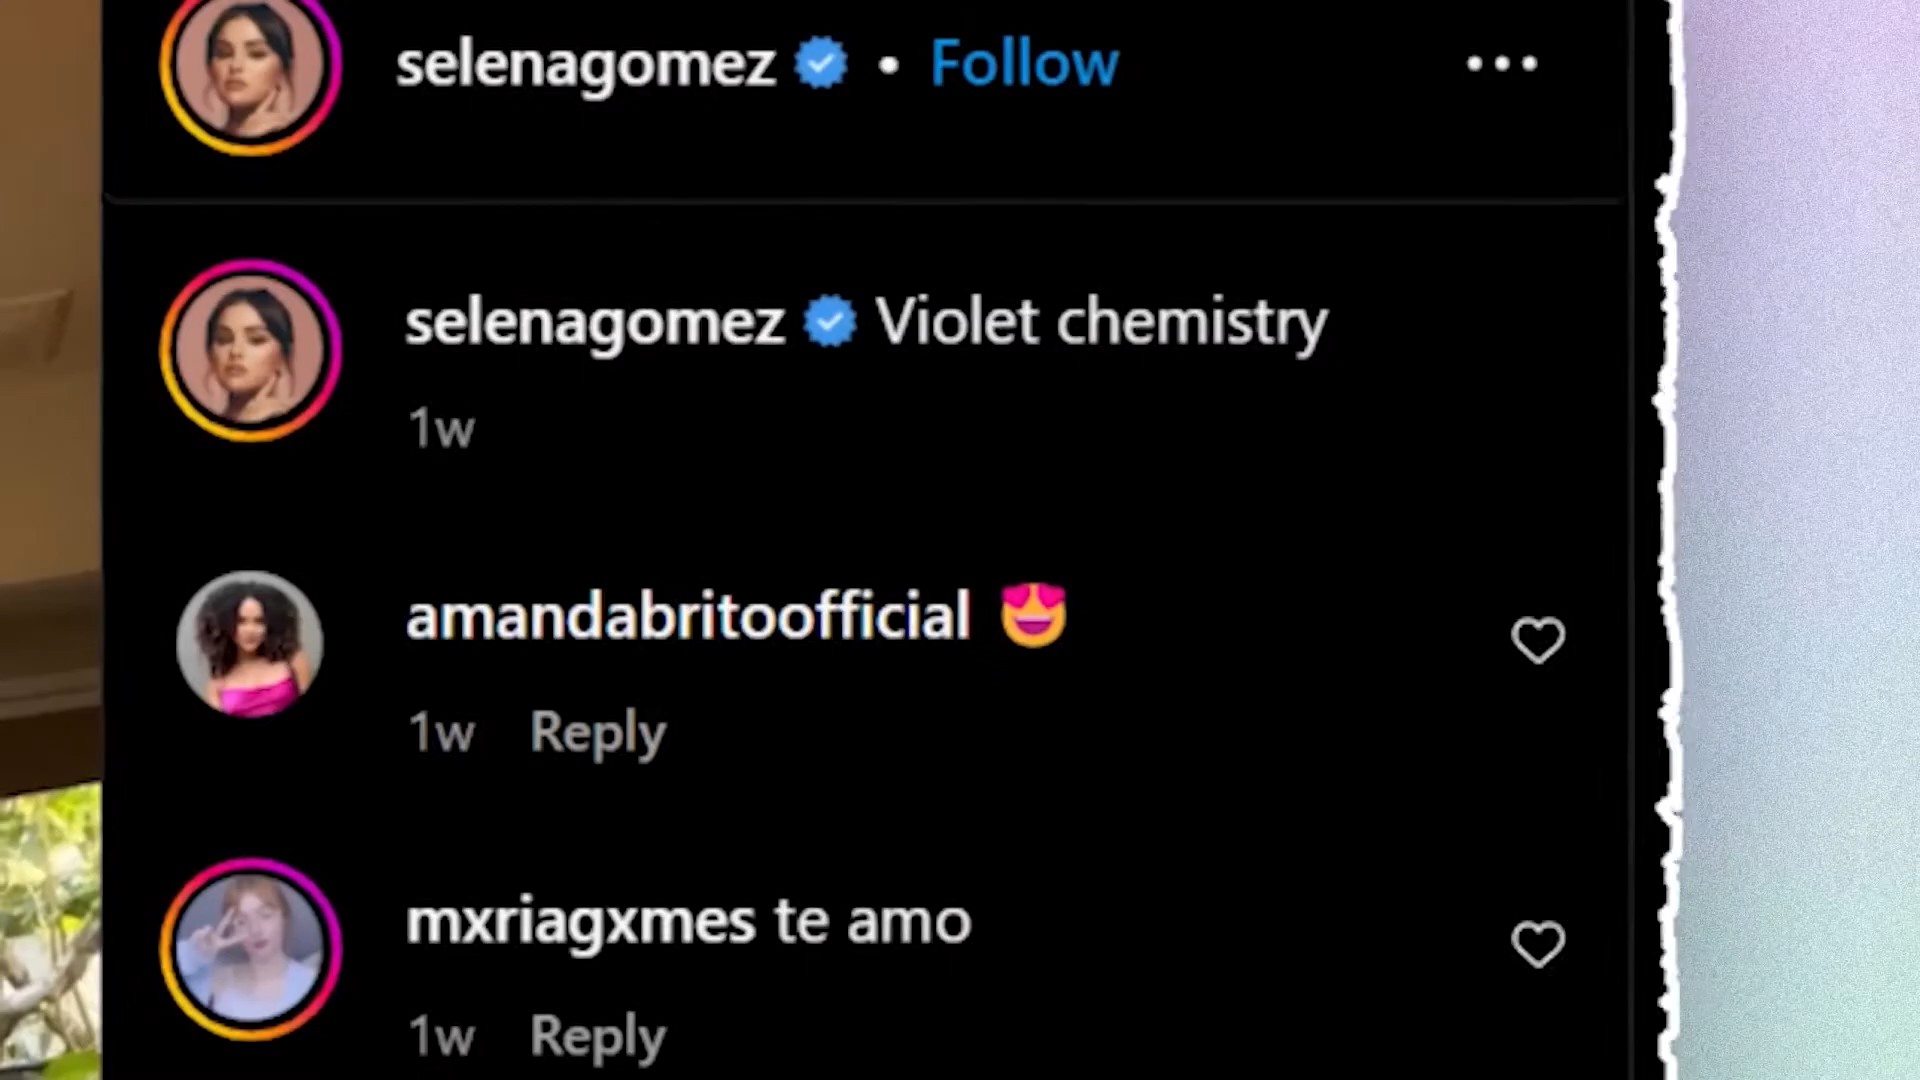 selenagomez • Follow
selenagomez Violet chemistry
1w
amandabritoofficial 😍
1w Reply
mxriagxmes te amo
1w Reply